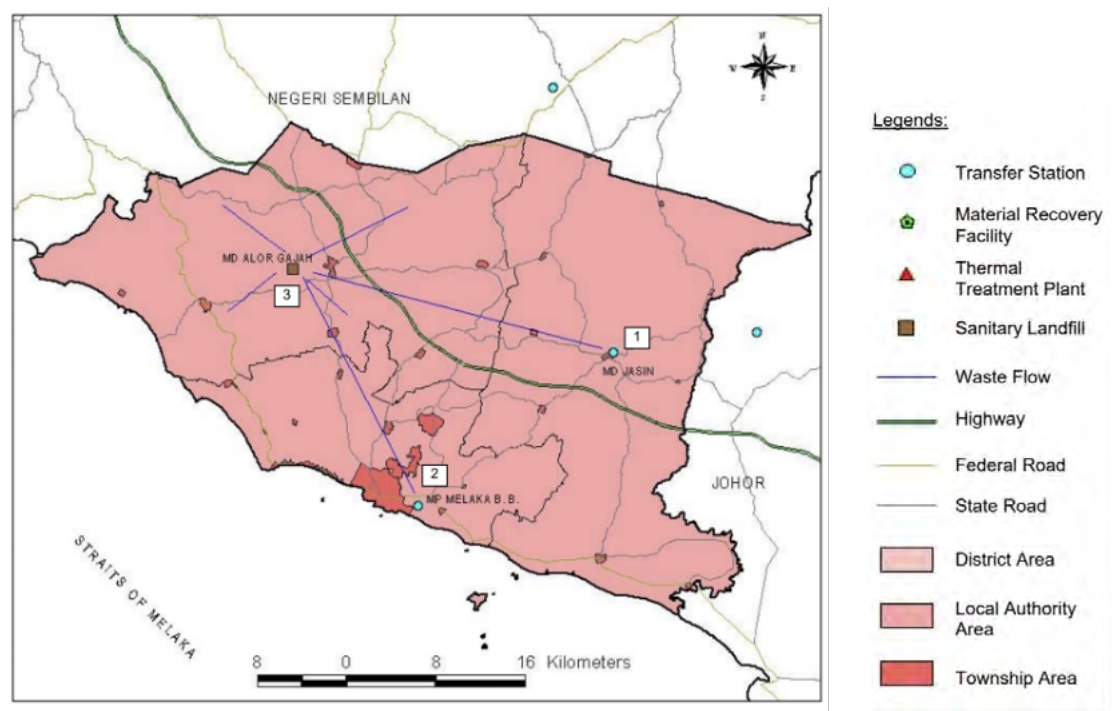 N
W E
S
NEGERI SEMBILAN
MD ALOR GAJAH
3
1
MD JASIN
2
MP MELAKA B.B.
JOHOR
STRAITS OF MELAKA
8 0 8 16 Kilometers
Legends:
Transfer Station
Material Recovery
Facility
Thermal
Treatment Plant
Sanitary Landfill
Waste Flow
Highway
Federal Road
State Road
District Area
Local Authority
Area
Township Area